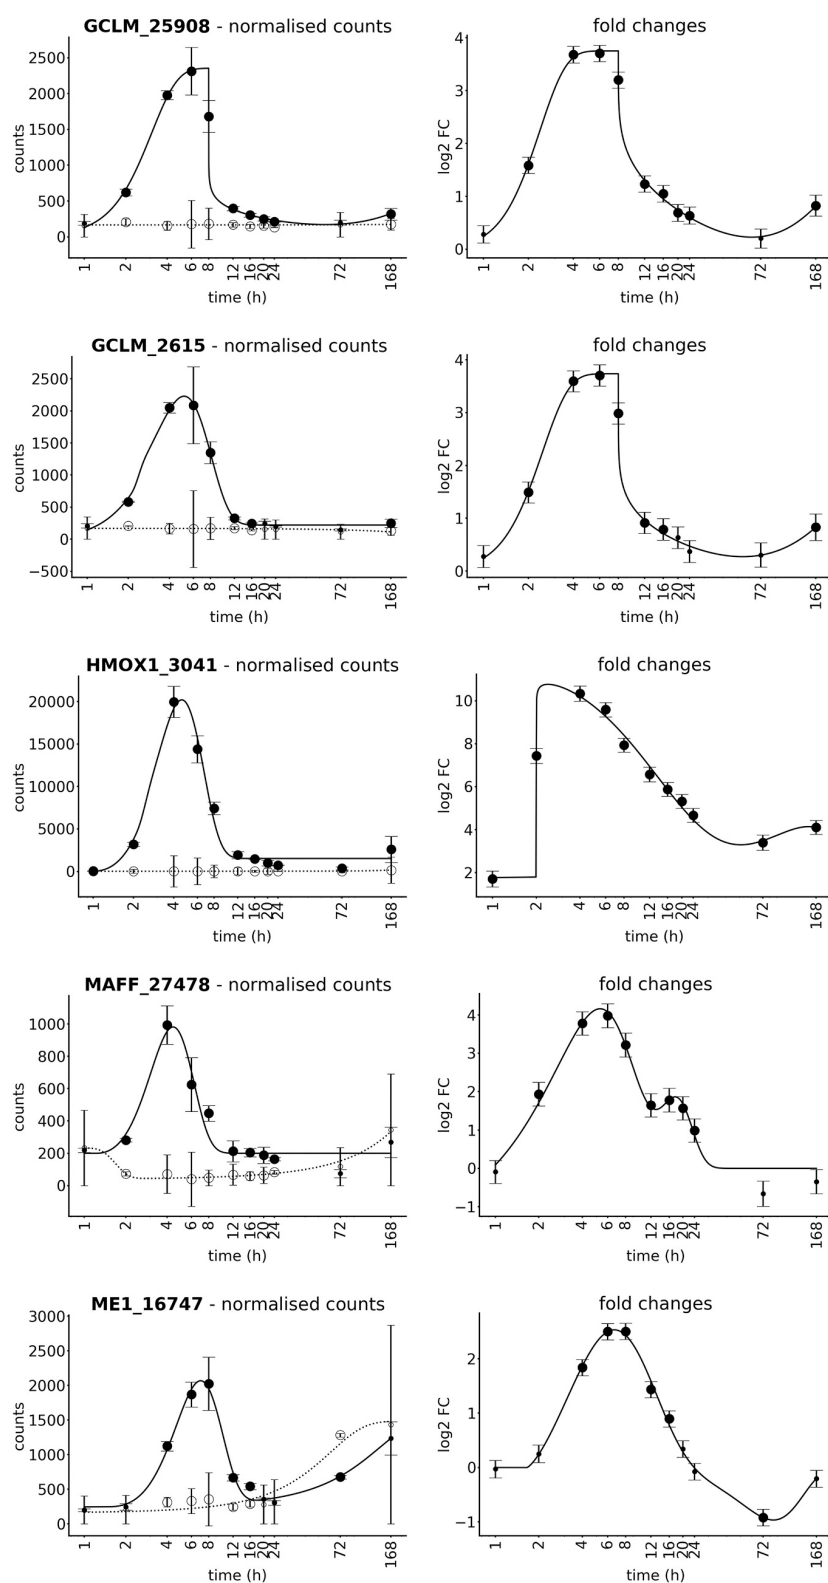 GCLM_25908 - normalised counts
fold changes
2500
2000
1500
1000
500
0
counts
1 2 4 6 8 12 16 20 24 72 168
time (h)
4
3
2
1
0
log2 FC
1 2 4 6 8 12 16 20 24 72 168
time (h)
GCLM_2615 - normalised counts
fold changes
2500
2000
1500
1000
500
0
−500
counts
1 2 4 6 8 12 16 20 24 72 168
time (h)
4
3
2
1
0
log2 FC
1 2 4 6 8 12 16 20 24 72 168
time (h)
HMOX1_3041 - normalised counts
fold changes
20000
15000
10000
5000
0
counts
1 2 4 6 8 12 16 20 24 72 168
time (h)
10
8
6
4
2
log2 FC
1 2 4 6 8 12 16 20 24 72 168
time (h)
MAFF_27478 - normalised counts
fold changes
1000
800
600
400
200
0
counts
1 2 4 6 8 12 16 20 24 72 168
time (h)
4
3
2
1
0
−1
log2 FC
1 2 4 6 8 12 16 20 24 72 168
time (h)
ME1_16747 - normalised counts
fold changes
3000
2500
2000
1500
1000
500
0
counts
1 2 4 6 8 12 16 20 24 72 168
time (h)
2
1
0
−1
log2 FC
1 2 4 6 8 12 16 20 24 72 168
time (h)